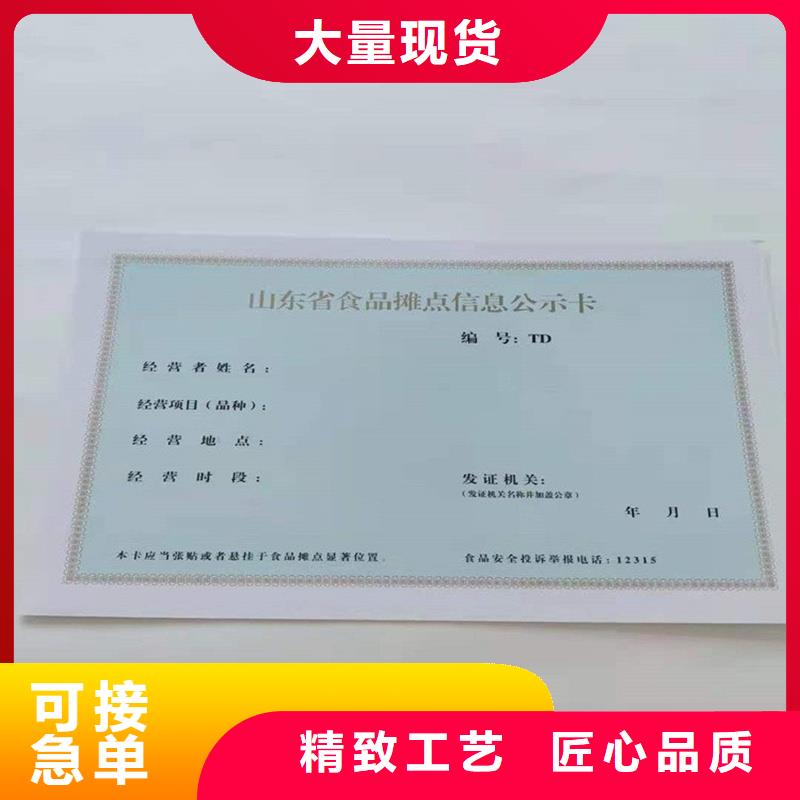 大量现货
山东省食品摊点信息公示卡
编 号: TD
经营者姓名:
经营项目(品种):
经 营 地 点:
经 营 时 段:
发证机关:
(发证机关名称并加盖公章)
年 月 日
本卡应当张贴或者悬挂于食品摊点显著位置.
食品安全投诉举报电话: 12315
可接
急单
精致工艺 匠心品质